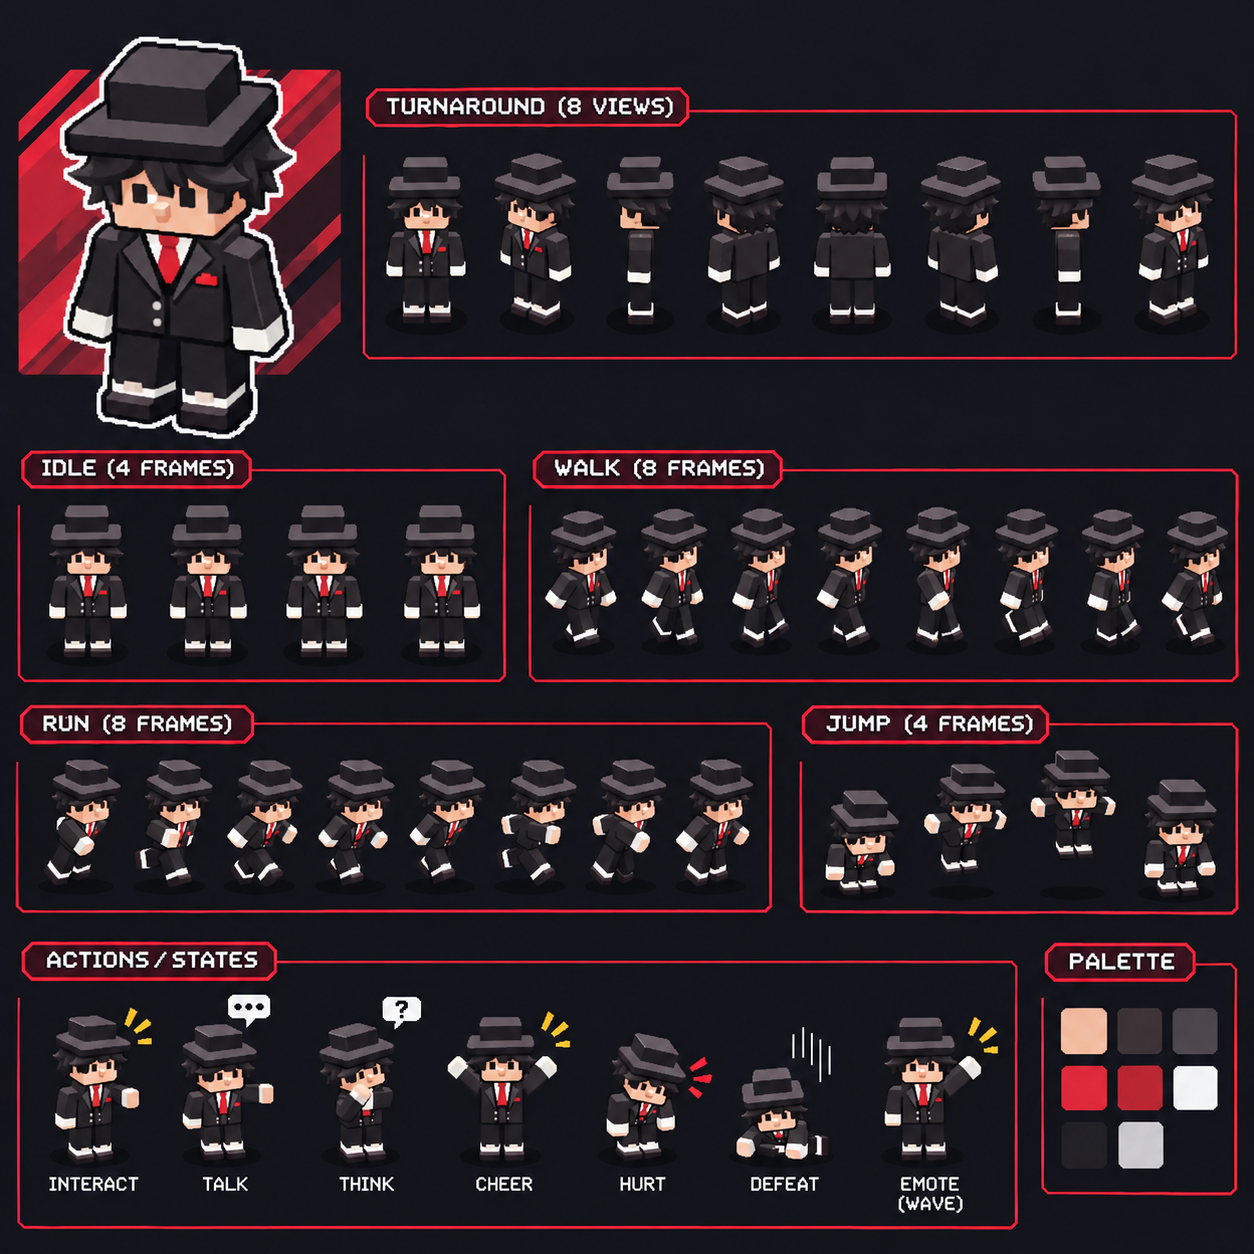 TURNAROUND (8 VIEWS)
IDLE (4 FRAMES)
WALK (8 FRAMES)
RUN (8 FRAMES)
JUMP (4 FRAMES)
ACTIONS/STATES
...
?
INTERACT
TALK
THINK
CHEER
HURT
DEFEAT
EMOTE
(WAVE)
PALETTE